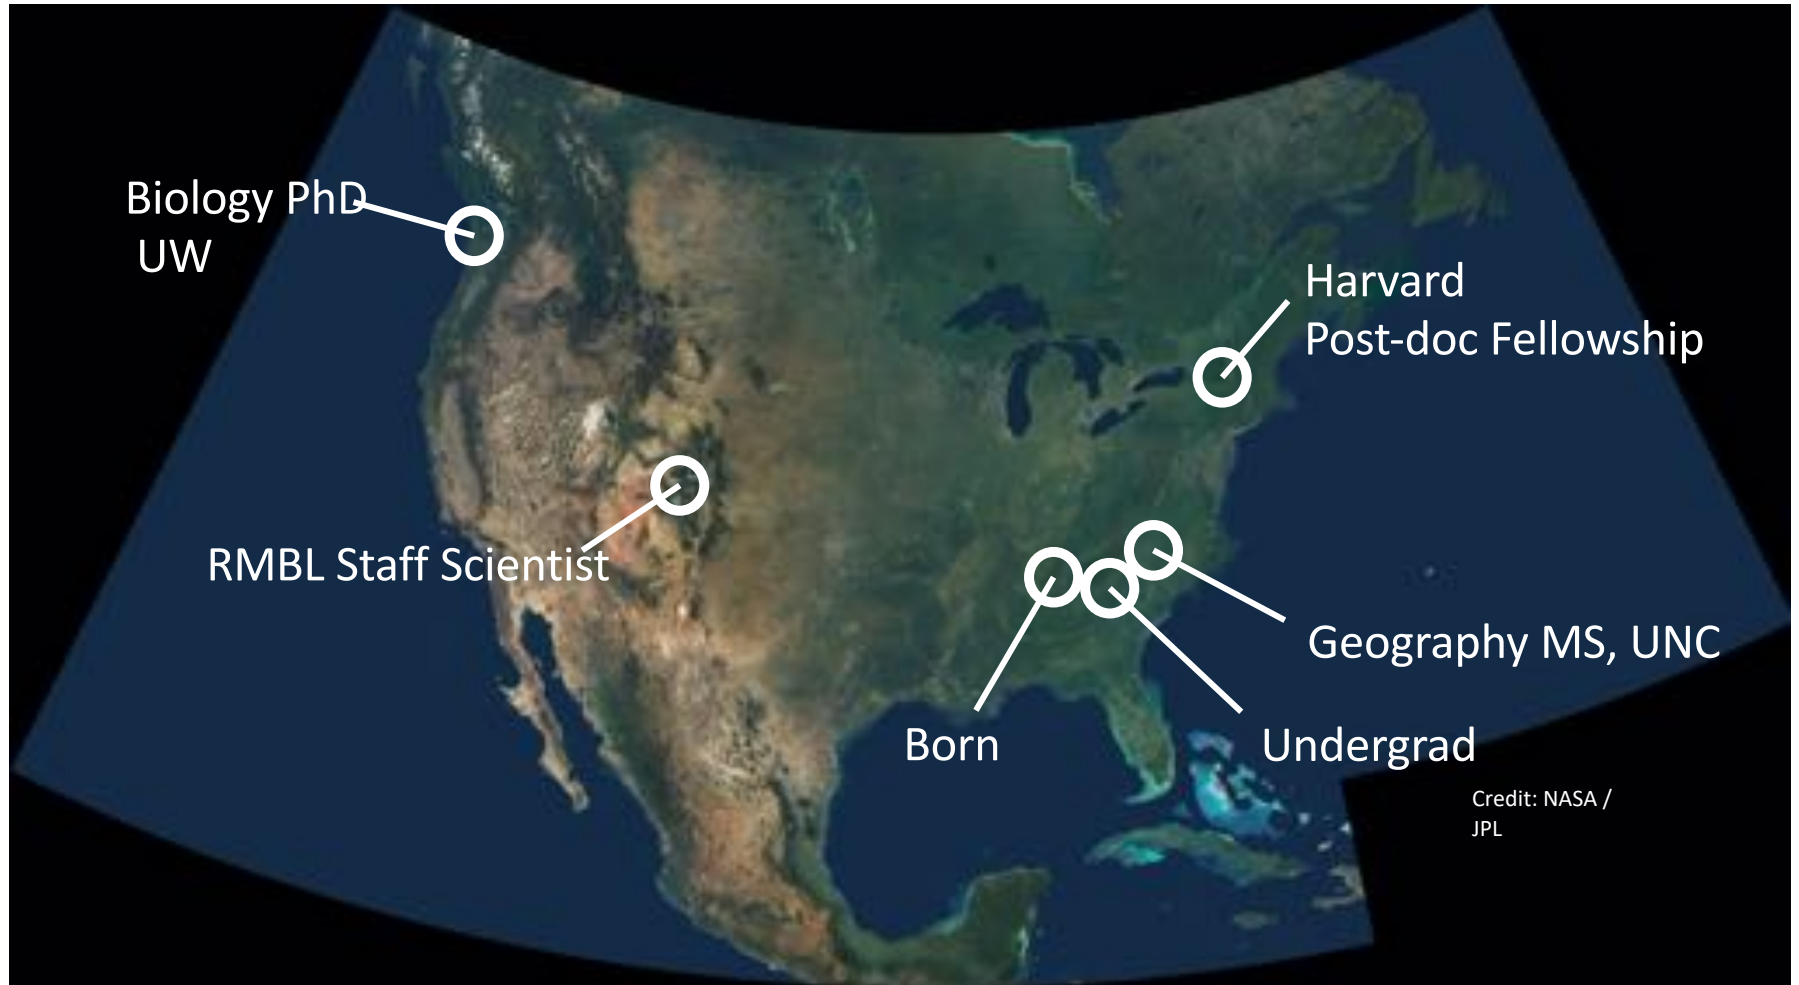 Biology PhD
UW
Harvard
Post-doc Fellowship
RMBL Staff Scientist
Geography MS, UNC
Born
Undergrad
Credit: NASA /
JPL